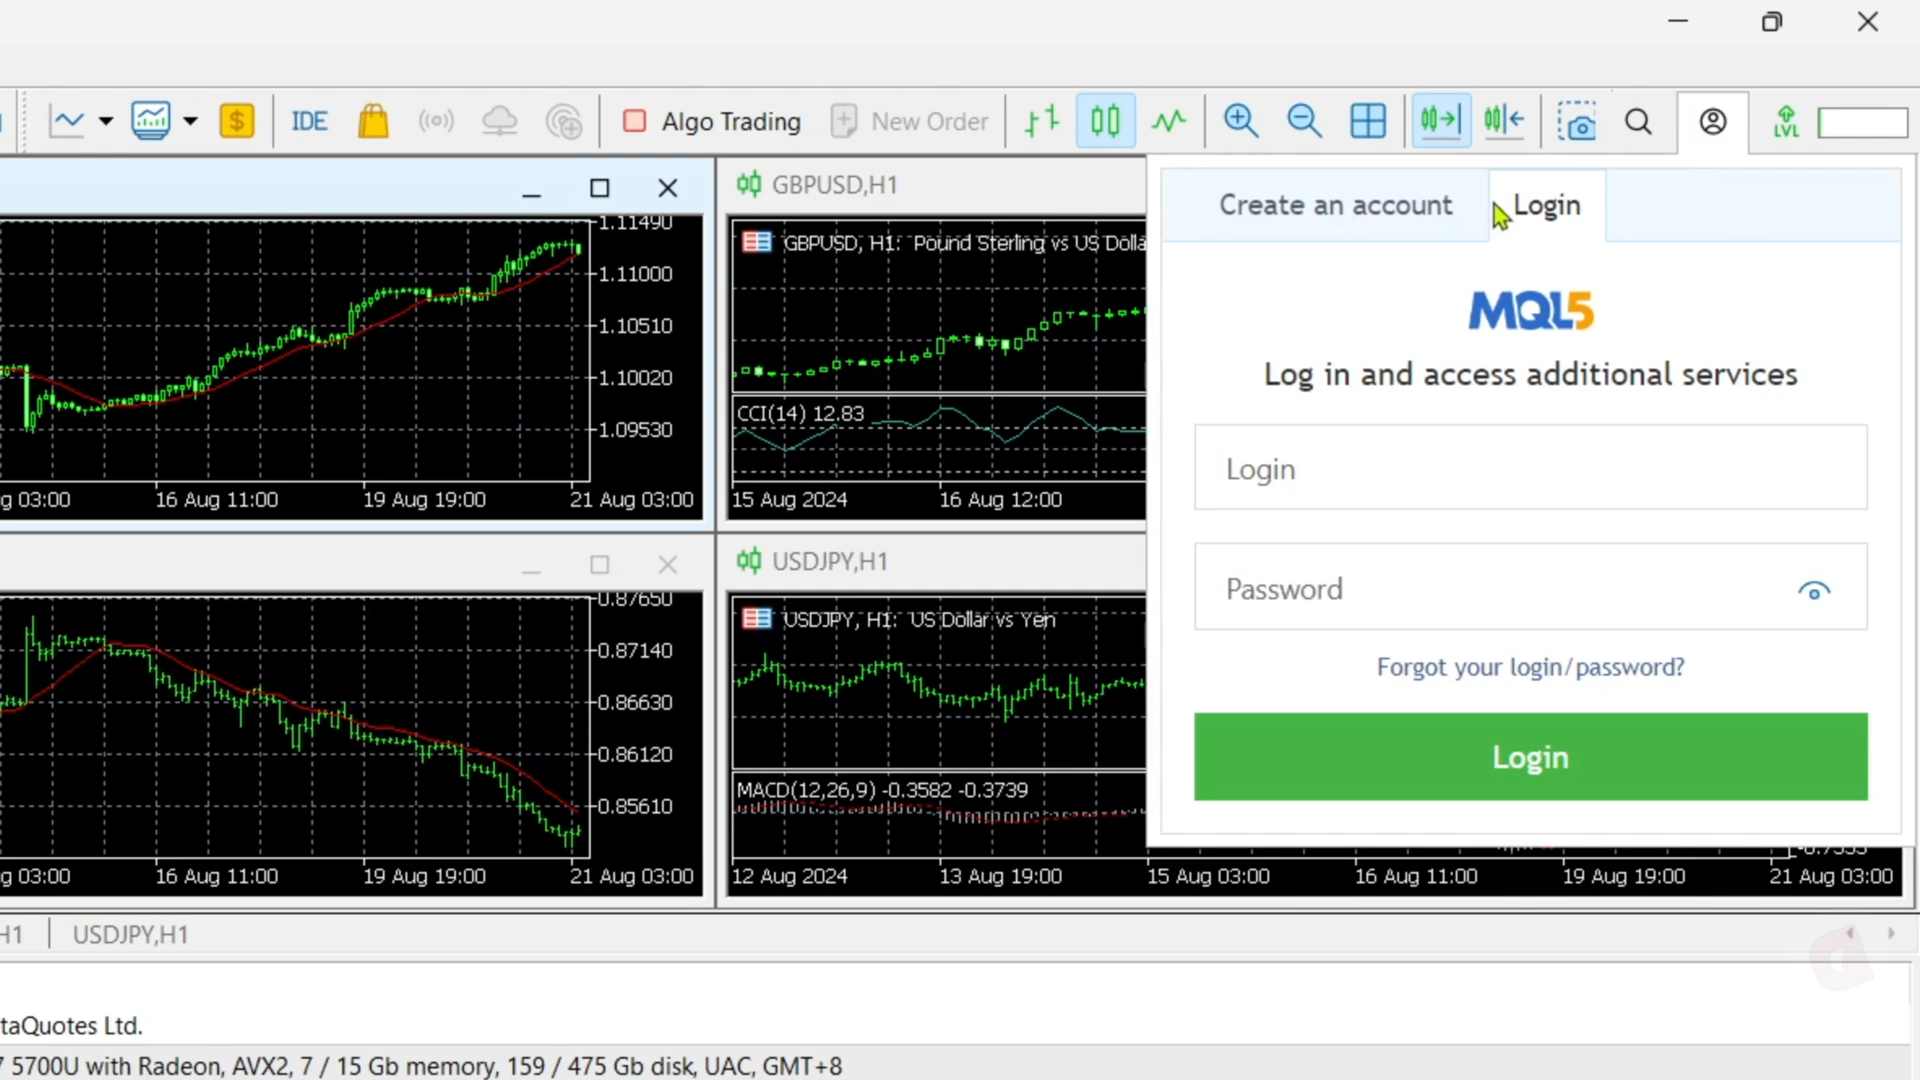 IDE
Algo Trading
New Order
LVL
GBPUSD,H1
Create an account
Login
1.11490
1.11000
1.10510
1.10020
1.09530
03:00
16 Aug 11:00
19 Aug 19:00
21 Aug 03:00
GBPUSD, H1: Pound Sterling vs US Dolla
CCI(14) 12.83
15 Aug 2024
16 Aug 12:00
MQL5
Log in and access additional services
Login
Password
Forgot your login/password?
Login
USDJPY,H1
0.87650
0.87140
0.86630
0.86120
0.85610
03:00
16 Aug 11:00
19 Aug 19:00
21 Aug 03:00
USDJPY, H1: US Dollar vs Yen
MACD(12,26,9) -0.3582 -0.3739
12 Aug 2024
13 Aug 19:00
15 Aug 03:00
16 Aug 11:00
19 Aug 19:00
21 Aug 03:00
H1
USDJPY,H1
taQuotes Ltd.
7 5700U with Radeon, AVX2, 7 / 15 Gb memory, 159 / 475 Gb disk, UAC, GMT+8